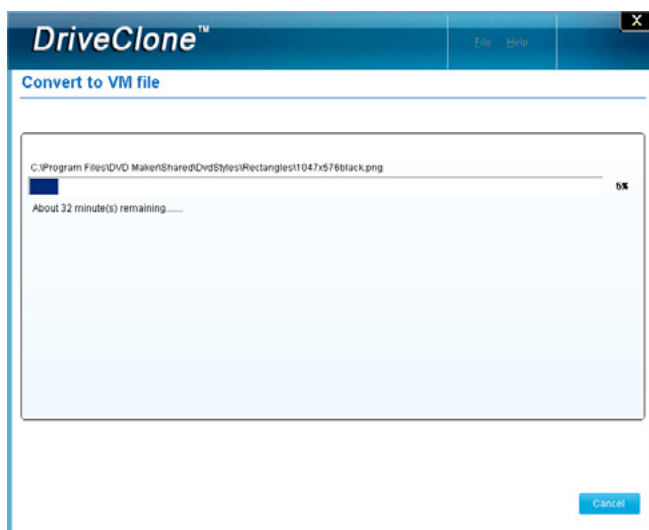 DriveClone™
File Help
X
Convert to VM file
C:\Program Files\DVD Maker\Shared\DvdStyles\Rectangles\1047x576black.png
5%
About 32 minute(s) remaining......
Cancel